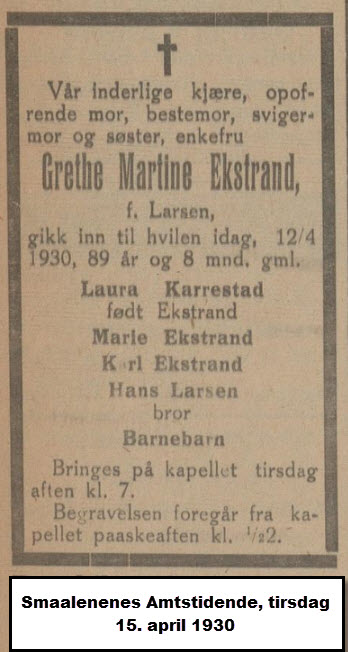 Vår inderlige kjære, opof-
rende mor, bestemor, sviger-
mor og søster, enkefru
Grethe Martine Ekstrand,
f. Larsen,
gikk inn til hvilen idag, 12/4
1930, 89 år og 8 mnd. gml.
Laura Karrestad
født Ekstrand
Marie Ekstrand
Karl Ekstrand
Hans Larsen
bror
Barnebarn
Bringes på kapellet tirsdag
aften kl. 7.
Begravelsen foregår fra ka-
pellet paaskeaften kl. ½2.
Smaalenenes Amtstidende, tirsdag
15. april 1930